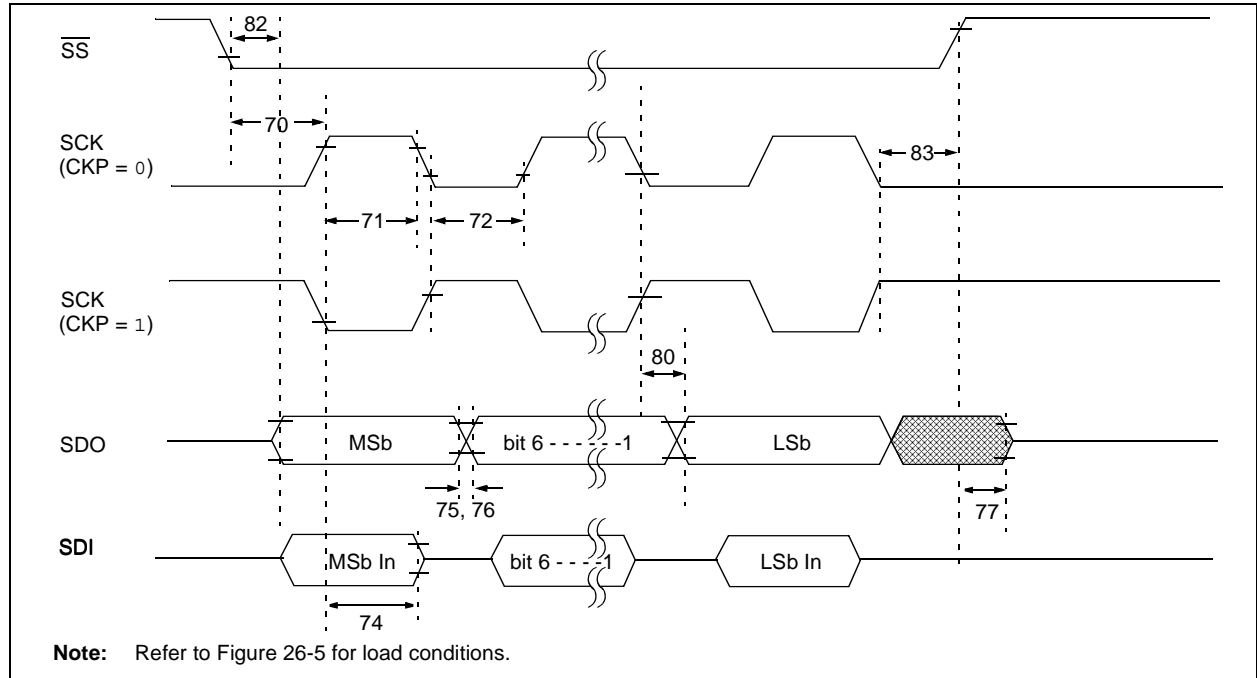 82
SS
70
SCK
(CKP = 0)
83
71
72
SCK
(CKP = 1)
80
SDO
MSb
bit 6 - - - - - -1
LSb
75, 76
77
SDI
MSb In
bit 6 - - - -1
LSb In
74
Note: Refer to Figure 26-5 for load conditions.